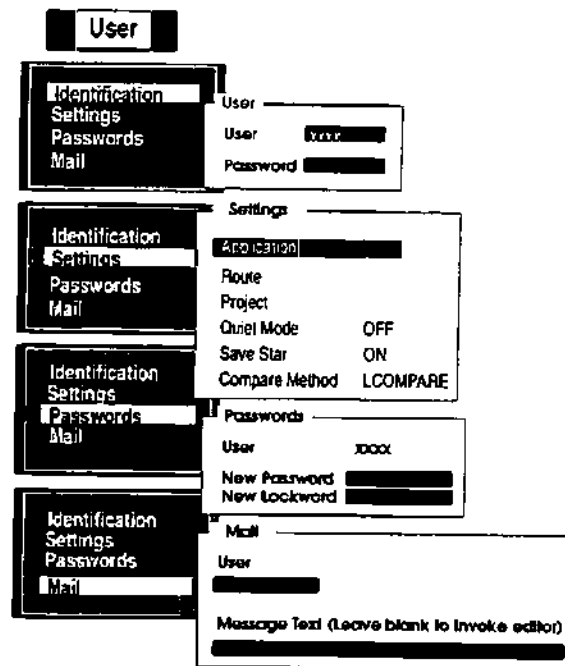 User
Identification
Settings
Passwords
Mail
User
User xxxx
Password
Identification
Settings
Passwords
Mail
Settings
Application
Route
Project
Quiet Mode OFF
Save Star ON
Compare Method LCOMPARE
Identification
Settings
Passwords
Mail
Passwords
User xxxx
New Password
New Lockword
Identification
Settings
Passwords
Mail
Mail
User
Message Text (Leave blank to invoke editor)